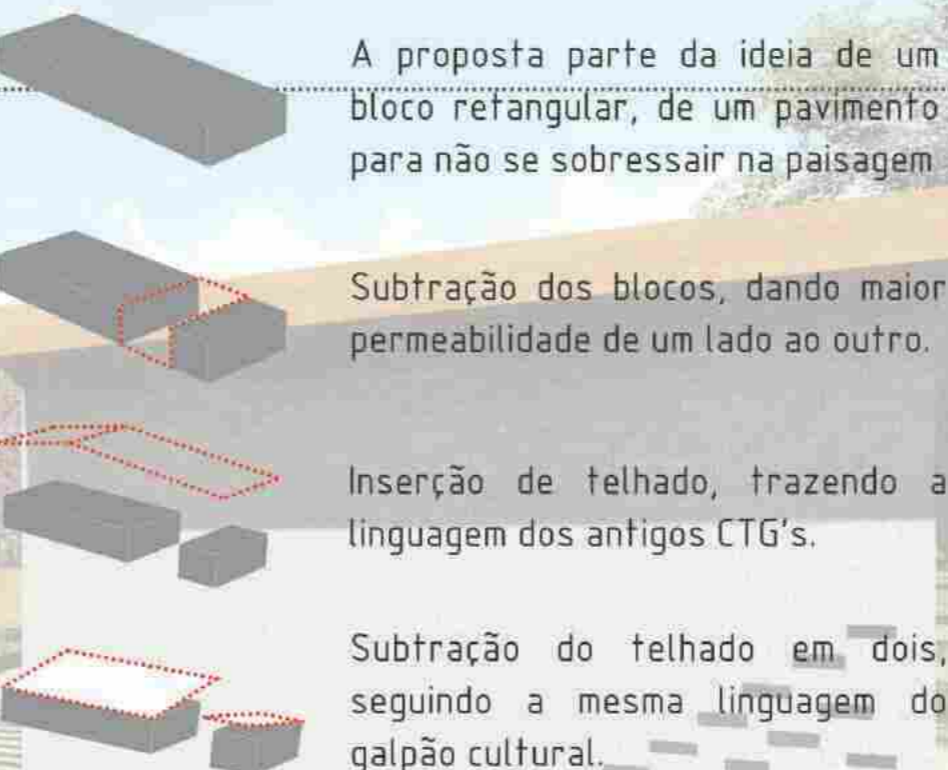 A proposta parte da ideia de um
bloco retangular, de um pavimento
para não se sobressair na paisagem
Subtração dos blocos, dando maior
permeabilidade de um lado ao outro.
Inserção de telhado, trazendo a
linguagem dos antigos CTG's.
Subtração do telhado em dois,
seguindo a mesma linguagem do
galpão cultural.